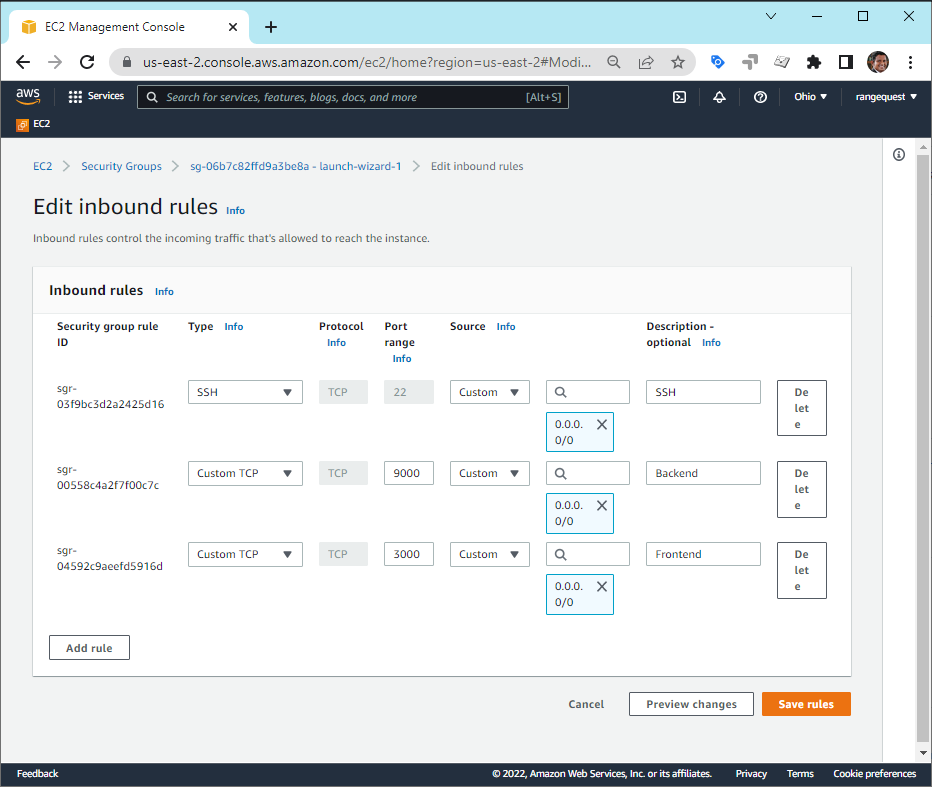 EC2 Management Console
us-east-2.console.aws.amazon.com/ec2/home?region=us-east-2#Modi...
aws
Services
Search for services, features, blogs, docs, and more [Alt+S]
Ohio
rangequest
EC2
EC2 Security Groups sg-06b7c82ffd9a3be8a - launch-wizard-1 Edit inbound rules
Edit inbound rules Info
Inbound rules control the incoming traffic that's allowed to reach the instance.
Inbound rules Info
Security group rule
ID
Type Info
Protocol
Info
Port
range
Info
Source Info
Description -
optional Info
sgr-
03f9bc3d2a2425d16
SSH
TCP
22
Custom
0.0.0.
0/0
SSH
De
let
e
sgr-
00558c4a2f7f00c7c
Custom TCP
TCP
9000
Custom
0.0.0.
0/0
Backend
De
let
e
sgr-
04592c9aeefd5916d
Custom TCP
TCP
3000
Custom
0.0.0.
0/0
Frontend
De
let
e
Add rule
Cancel
Preview changes
Save rules
Feedback
© 2022, Amazon Web Services, Inc. or its affiliates.
Privacy
Terms
Cookie preferences